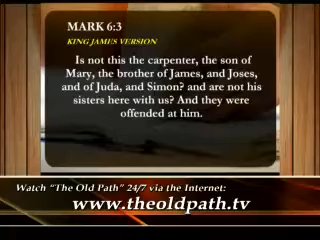 MARK 6:3
KING JAMES VERSION
Is not this the carpenter, the son of
Mary, the brother of James, and Joses,
and of Juda, and Simon? and are not his
sisters here with us? And they were
offended at him.
Watch "The Old Path" 24/7 via the Internet:
www.theoldpath.tv